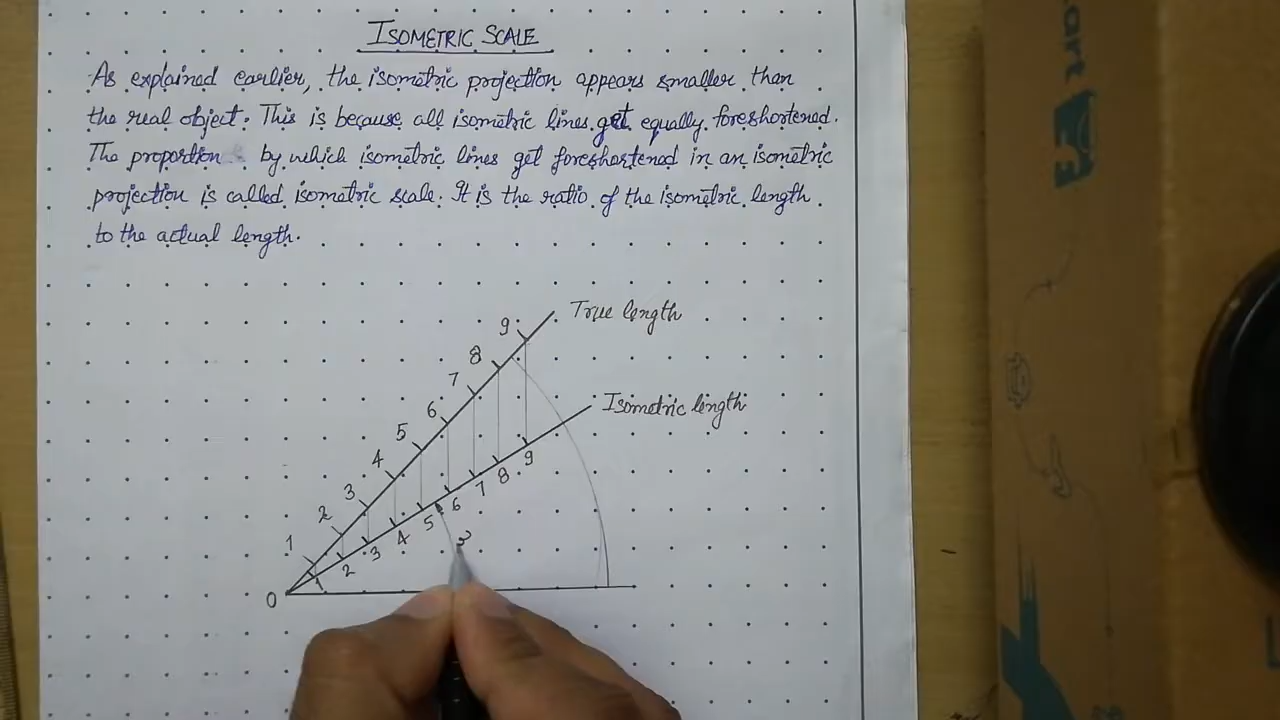 ISOMETRIC SCALE
As explained earlier, the isometric projection appears smaller than
the real object. This is because all isometric lines get equally foreshortened.
The proportion by which isometric lines get foreshortened in an isometric
projection is called isometric scale. It is the ratio of the isometric length
to the actual length.
True length
9
8
7
6
5
4
3
2
1
Isometric length
9
8
7
6
5
4
3
2
0
3
art